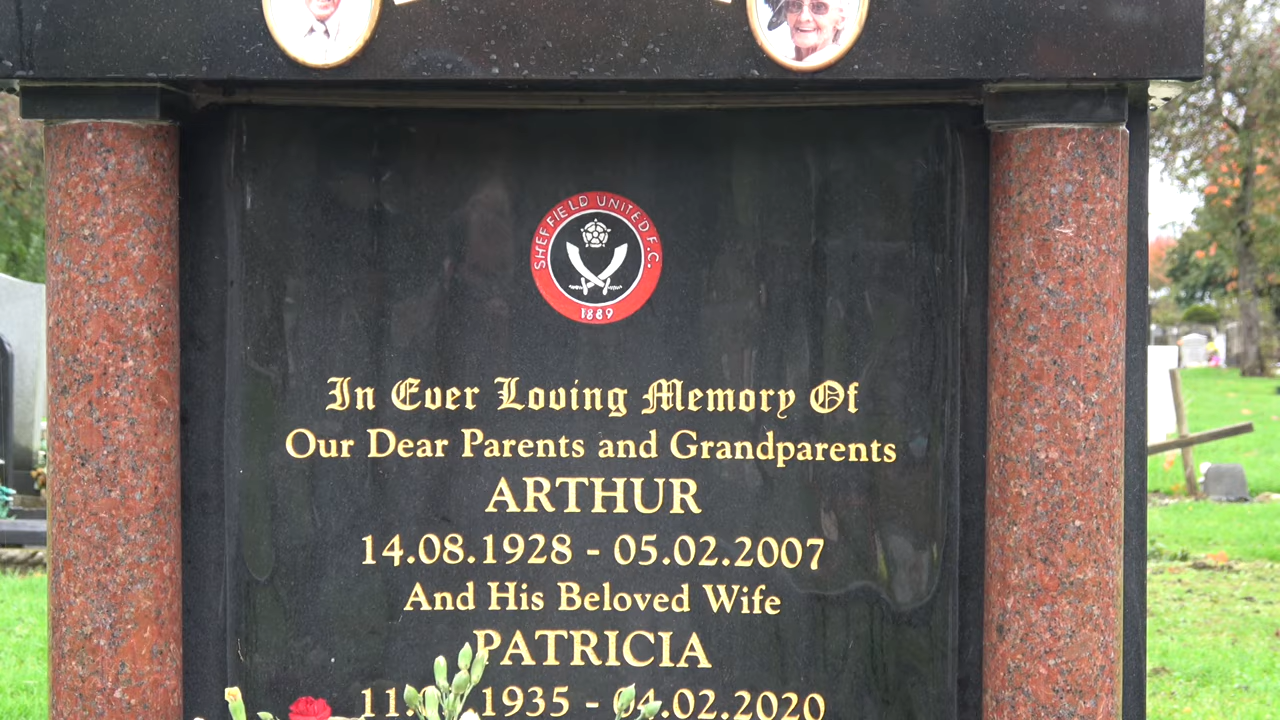 SHEFFIELD UNITED F.C.
1889
In Ever Loving Memory Of
Our Dear Parents and Grandparents
ARTHUR
14.08.1928 - 05.02.2007
And His Beloved Wife
PATRICIA
1935 - 04.02.2020